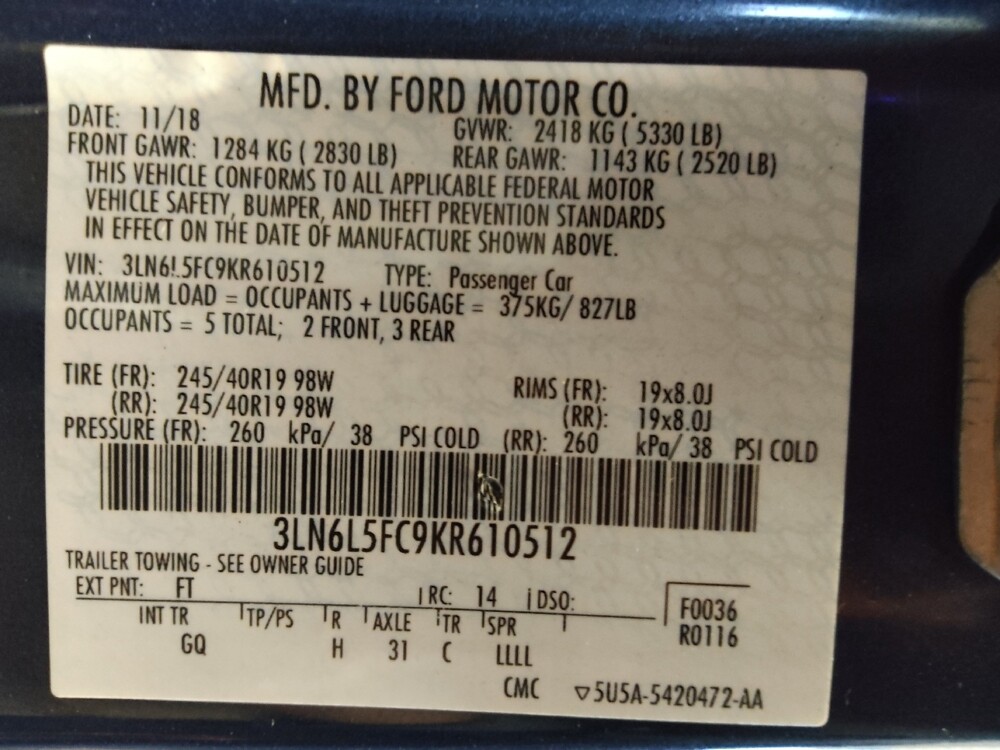 MFD. BY FORD MOTOR CO.
DATE: 11/18 GVWR: 2418 KG ( 5330 LB)
FRONT GAWR: 1284 KG ( 2830 LB) REAR GAWR: 1143 KG ( 2520 LB)
THIS VEHICLE CONFORMS TO ALL APPLICABLE FEDERAL MOTOR
VEHICLE SAFETY, BUMPER, AND THEFT PREVENTION STANDARDS
IN EFFECT ON THE DATE OF MANUFACTURE SHOWN ABOVE.
VIN: 3LN6L5FC9KR610512 TYPE: Passenger Car
MAXIMUM LOAD = OCCUPANTS + LUGGAGE = 375KG/ 827LB
OCCUPANTS = 5 TOTAL; 2 FRONT, 3 REAR
TIRE (FR): 245/40R19 98W RIMS (FR): 19x8.0J
(RR): 245/40R19 98W (RR): 19x8.0J
PRESSURE (FR): 260 kPa/ 38 PSI COLD (RR): 260 kPa/ 38 PSI COLD
3LN6L5FC9KR610512
TRAILER TOWING - SEE OWNER GUIDE
EXT PNT: FT RC: 14 DSO: F0036
INT TR TP/PS R AXLE TR SPR R0116
GQ H 31 C LLLL
CMC ▽5U5A-5420472-AA